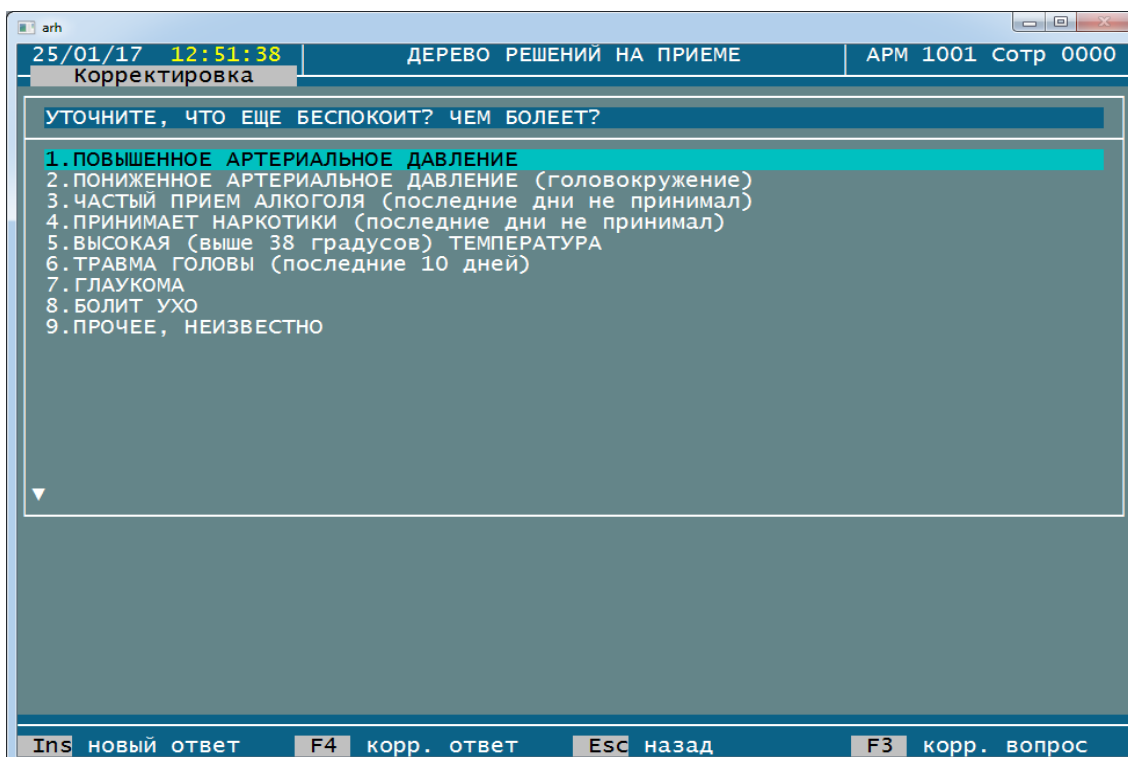 arh
25/01/17 12:51:38 ДЕРЕВО РЕШЕНИЙ НА ПРИЕМЕ АРМ 1001 Сотр 0000
Корректировка
УТОЧНИТЕ, ЧТО ЕЩЕ БЕСПОКОИТ? ЧЕМ БОЛЕЕТ?
1.ПОВЫШЕННОЕ АРТЕРИАЛЬНОЕ ДАВЛЕНИЕ
2.ПОНИЖЕННОЕ АРТЕРИАЛЬНОЕ ДАВЛЕНИЕ (головокружение)
3.ЧАСТЫЙ ПРИЕМ АЛКОГОЛЯ (последние дни не принимал)
4.ПРИНИМАЕТ НАРКОТИКИ (последние дни не принимал)
5.ВЫСОКАЯ (выше 38 градусов) ТЕМПЕРАТУРА
6.ТРАВМА ГОЛОВЫ (последние 10 дней)
7.ГЛАУКОМА
8.БОЛИТ УХО
9.ПРОЧЕЕ, НЕИЗВЕСТНО
Ins новый ответ F4 корр. ответ Esc назад F3 корр. вопрос